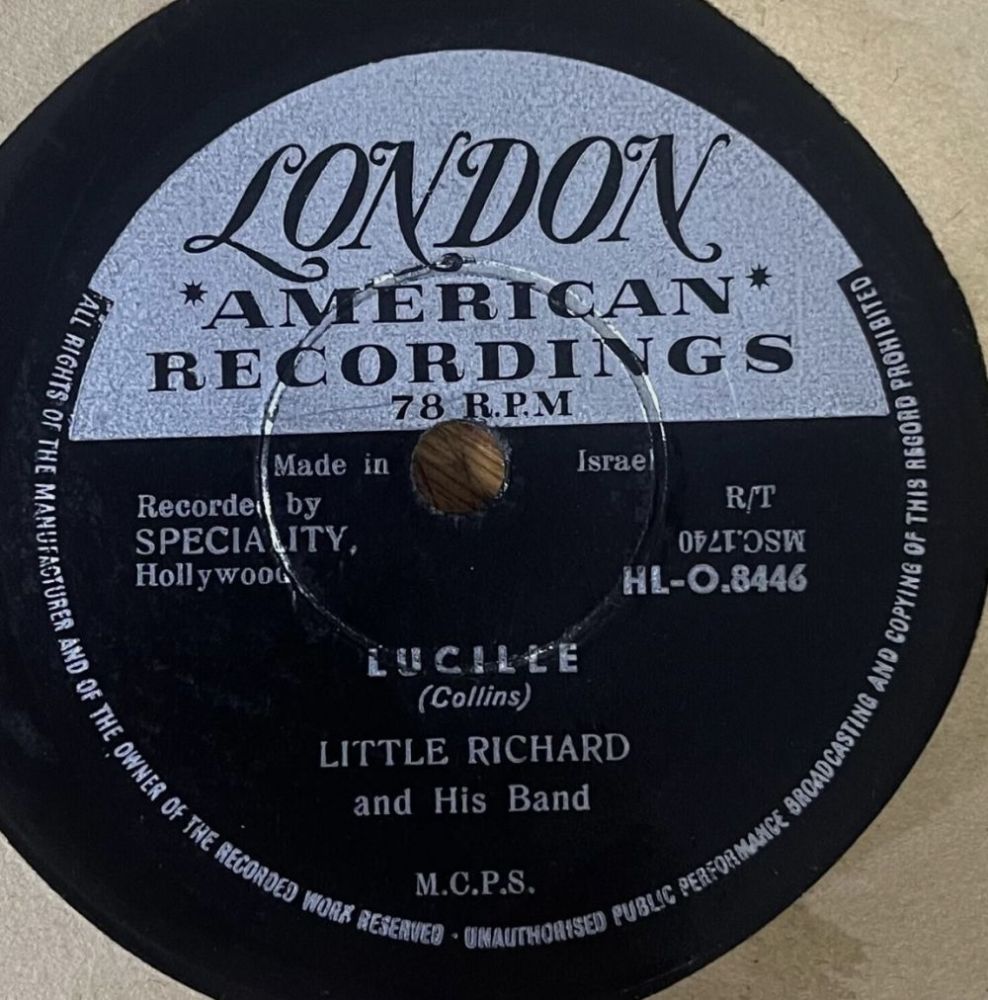 LONDON
*AMERICAN*
RECORDINGS
78 R.P.M
Made in Israel
Recorded by
SPECIALITY,
Hollywood
R/T
MSC.1740
HL-O.8446
LUCILLE
(Collins)
LITTLE RICHARD
and His Band
M.C.P.S.
ALL RIGHTS OF THE MANUFACTURER AND OF THE OWNER OF THE RECORDED WORK RESERVED · UNAUTHORISED PUBLIC PERFORMANCE BROADCASTING AND COPYING OF THIS RECORD PROHIBITED